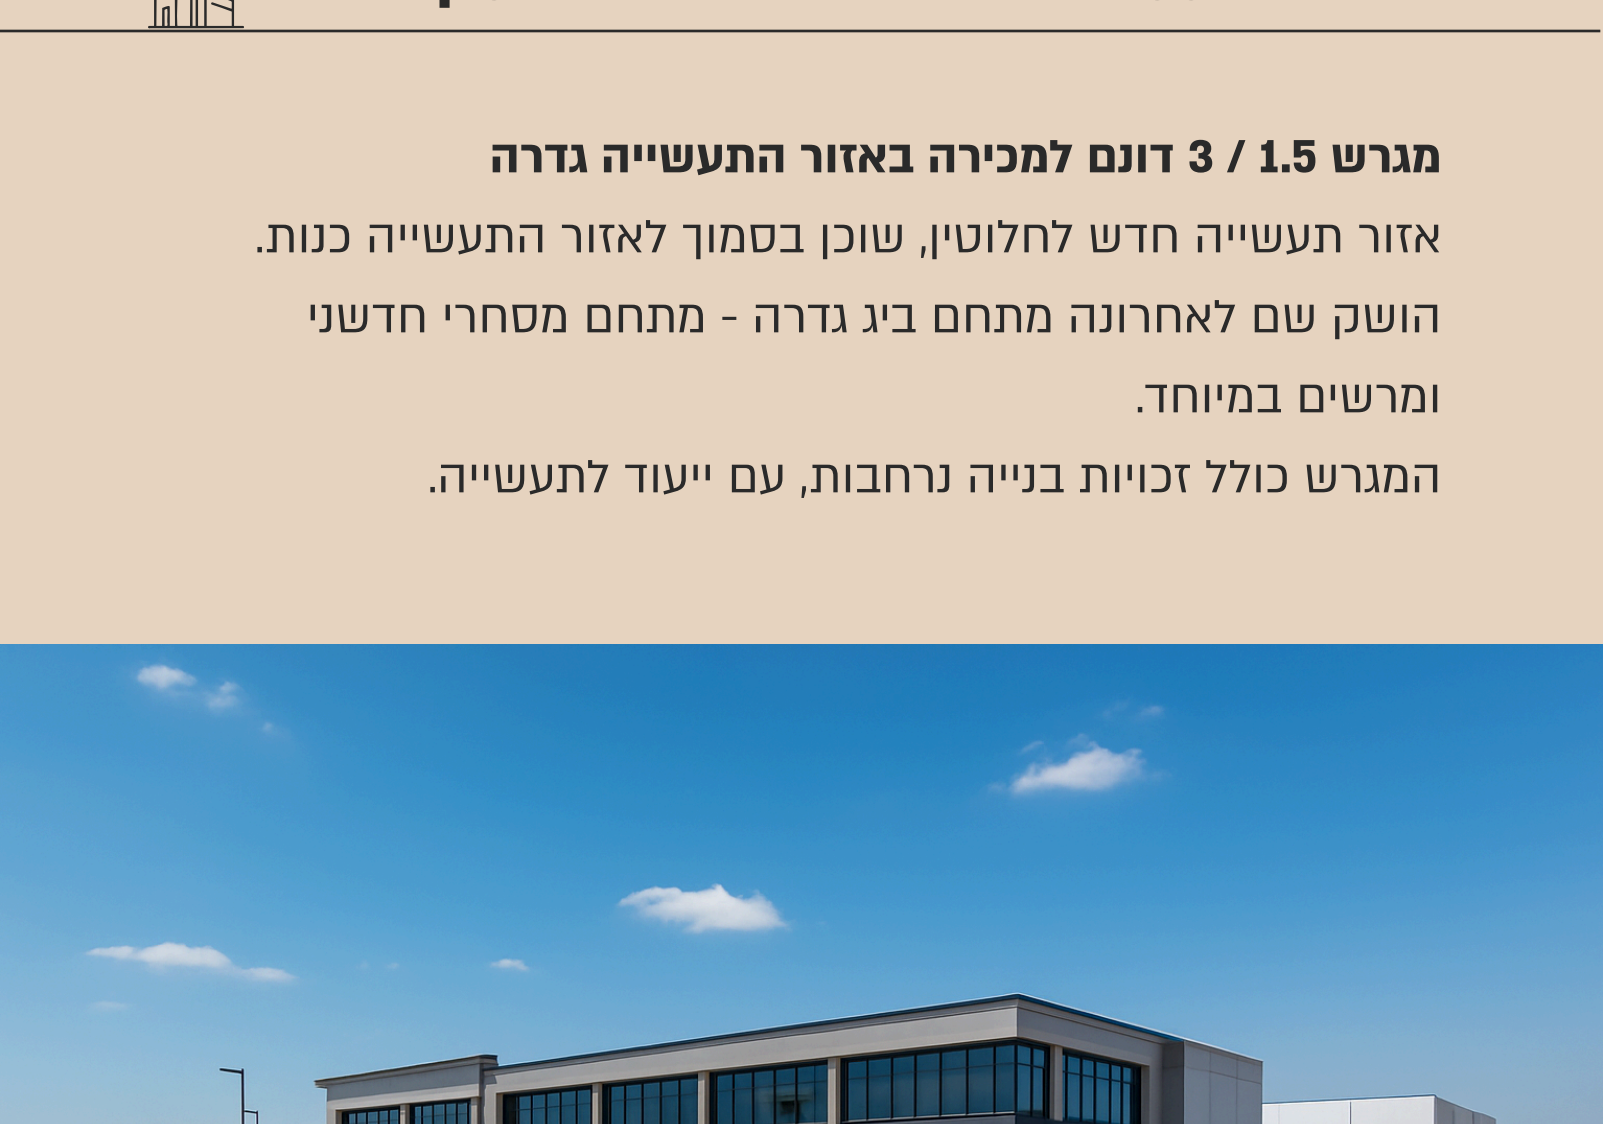 מגרש 1.5 / 3 דונם למכירה באזור התעשייה גדרה
אזור תעשייה חדש לחלוטין, שוכן בסמוך לאזור התעשייה כנות.
הושק שם לאחרונה מתחם ביג גדרה - מתחם מסחרי חדשני
ומרשים במיוחד.
המגרש כולל זכויות בנייה נרחבות, עם ייעוד לתעשייה.